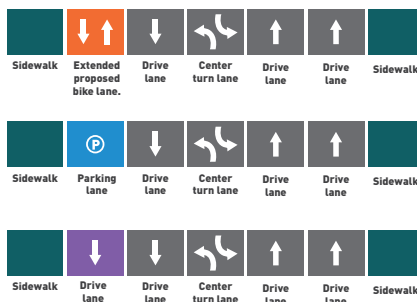 Sidewalk Extended proposed bike lane. Drive lane Center turn lane Drive lane Drive lane Sidewalk
P
Sidewalk Parking lane Drive lane Center turn lane Drive lane Drive lane Sidewalk
Sidewalk Drive lane Drive lane Center turn lane Drive lane Drive lane Sidewalk